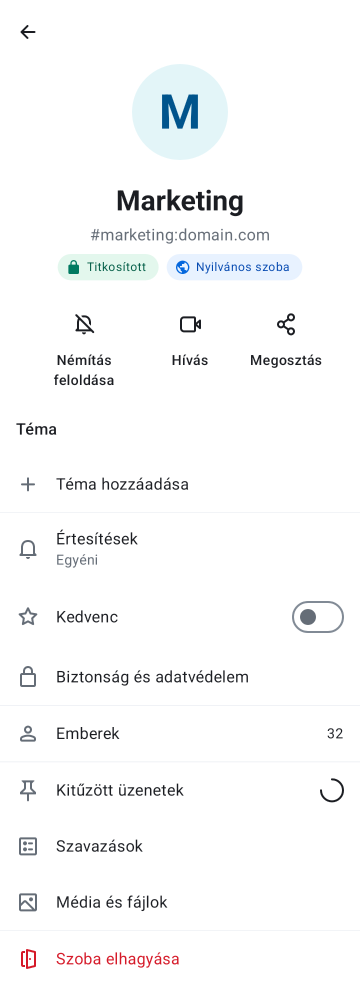 M
Marketing
#marketing:domain.com
Titkosított
Nyilvános szoba
Némítás
feloldása
Hívás
Megosztás
Téma
Téma hozzáadása
Értesítések
Egyéni
Kedvenc
Biztonság és adatvédelem
Emberek
32
Kitűzött üzenetek
Szavazások
Média és fájlok
Szoba elhagyása